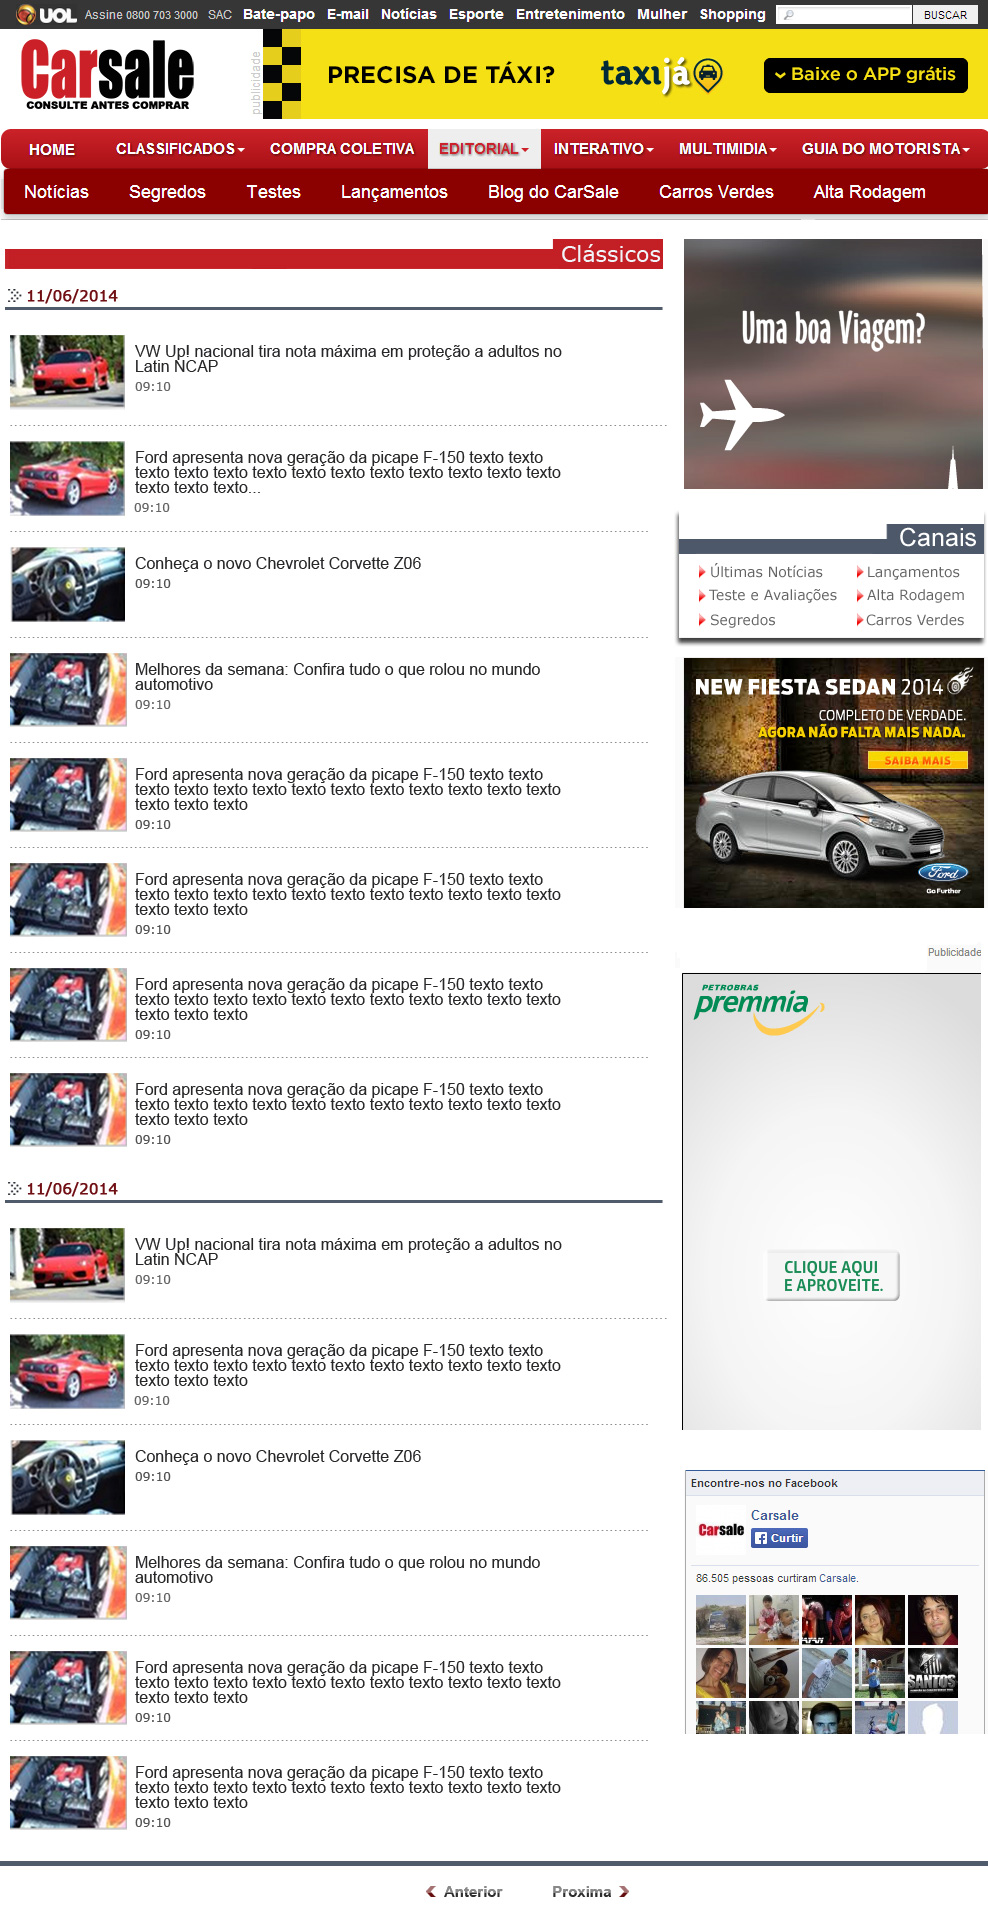 UOL Assine 0800 703 3000 SAC Bate-papo E-mail Notícias Esporte Entretenimento Mulher Shopping BUSCAR
Carsale
CONSULTE ANTES COMPRAR
publicidade
PRECISA DE TÁXI?
taxijá
Baixe o APP grátis
HOME CLASSIFICADOS COMPRA COLETIVA EDITORIAL INTERATIVO MULTIMIDIA GUIA DO MOTORISTA
Notícias Segredos Testes Lançamentos Blog do CarSale Carros Verdes Alta Rodagem
Clássicos
11/06/2014
VW Up! nacional tira nota máxima em proteção a adultos no
Latin NCAP
09:10
Ford apresenta nova geração da picape F-150 texto texto
texto texto texto texto texto texto texto texto texto texto texto
texto texto texto...
09:10
Conheça o novo Chevrolet Corvette Z06
09:10
Melhores da semana: Confira tudo o que rolou no mundo
automotivo
09:10
Ford apresenta nova geração da picape F-150 texto texto
texto texto texto texto texto texto texto texto texto texto texto
texto texto texto
09:10
Ford apresenta nova geração da picape F-150 texto texto
texto texto texto texto texto texto texto texto texto texto texto
texto texto texto
09:10
Ford apresenta nova geração da picape F-150 texto texto
texto texto texto texto texto texto texto texto texto texto texto
texto texto texto
09:10
Ford apresenta nova geração da picape F-150 texto texto
texto texto texto texto texto texto texto texto texto texto texto
texto texto texto
09:10
11/06/2014
VW Up! nacional tira nota máxima em proteção a adultos no
Latin NCAP
09:10
Ford apresenta nova geração da picape F-150 texto texto
texto texto texto texto texto texto texto texto texto texto texto
texto texto texto
09:10
Conheça o novo Chevrolet Corvette Z06
09:10
Melhores da semana: Confira tudo o que rolou no mundo
automotivo
09:10
Ford apresenta nova geração da picape F-150 texto texto
texto texto texto texto texto texto texto texto texto texto texto
texto texto texto
09:10
Ford apresenta nova geração da picape F-150 texto texto
texto texto texto texto texto texto texto texto texto texto texto
texto texto texto
09:10
Uma boa Viagem?
Canais
Últimas Notícias Lançamentos
Teste e Avaliações Alta Rodagem
Segredos Carros Verdes
NEW FIESTA SEDAN 2014
COMPLETO DE VERDADE.
AGORA NÃO FALTA MAIS NADA.
SAIBA MAIS
Ford
Go Further
Publicidade
PETROBRAS
premmia
CLIQUE AQUI
E APROVEITE.
Encontre-nos no Facebook
Carsale
Carsale
Curtir
86.505 pessoas curtiram Carsale.
SANTOS
Anterior Proxima